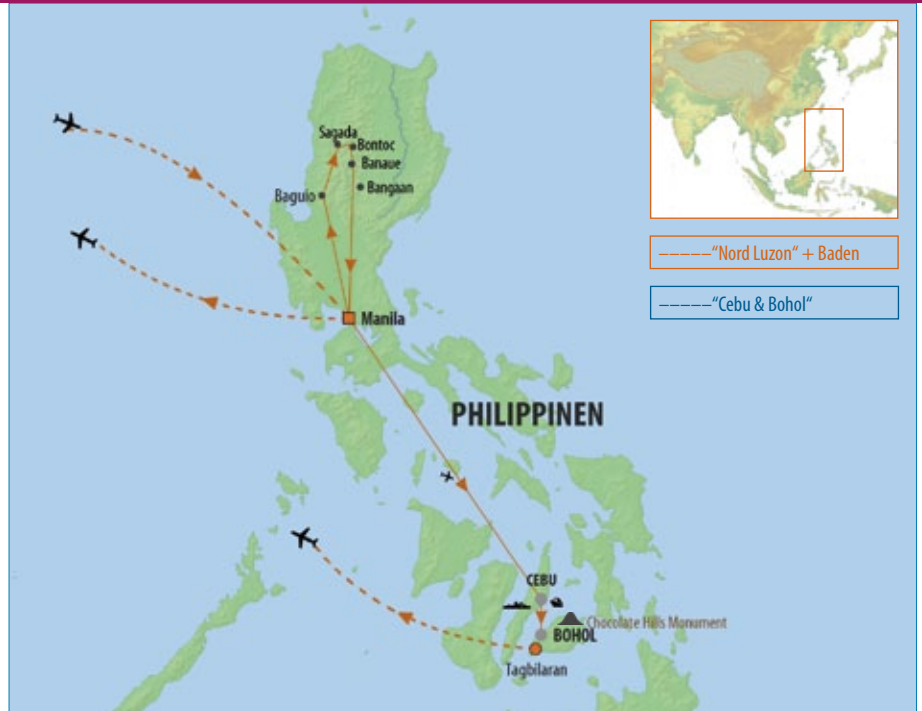 Sagada
Bontoc
Banaue
Bangaan
Baguio
Manila
PHILIPPINEN
CEBU
Chocolate Hills Monument
BOHOL
Tagbilaran
-----“Nord Luzon“ + Baden
-----“Cebu & Bohol“